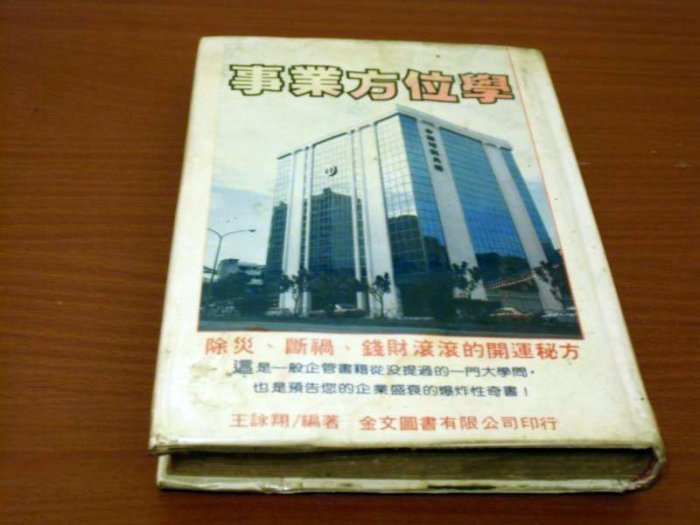 事業方位學
除災、斷禍、錢財滾滾的開運秘方
這是一般企管書籍從没提過的一門大學問，
也是預告您的企業盛衰的爆炸性奇書！
王詠翔/編著　金文圖書有限公司印行